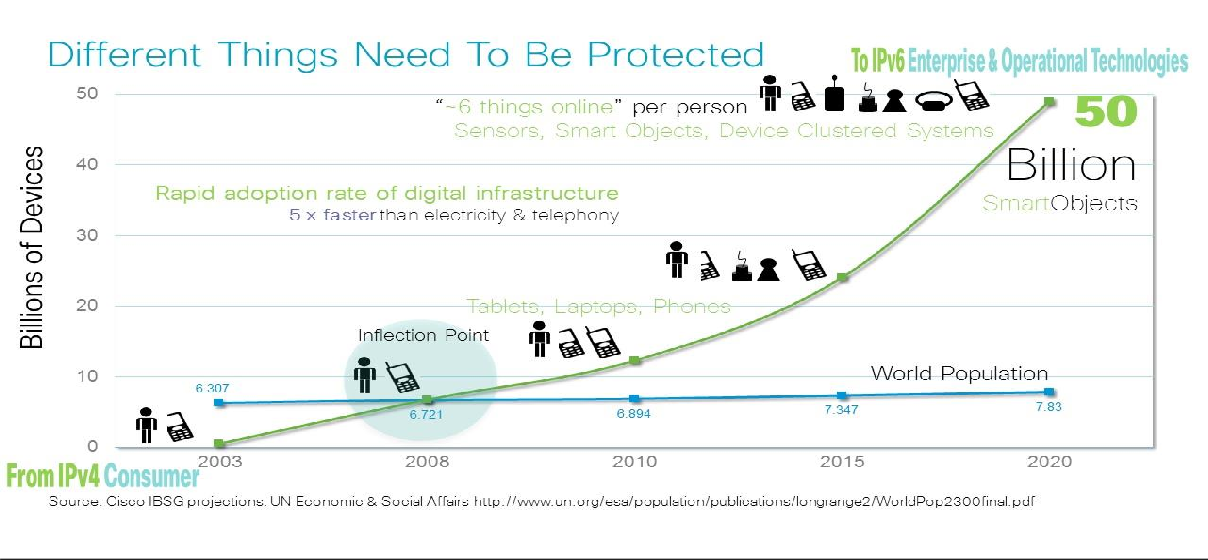 Different Things Need To Be Protected
To IPv6 Enterprise & Operational Technologies
50
“~6 things online” per person
50
Sensors, Smart Objects, Device Clustered Systems
Billion
40
SmartObjects
Rapid adoption rate of digital infrastructure
5 x faster than electricity & telephony
30
Billions of Devices
20
Tablets, Laptops, Phones
Inflection Point
10
World Population
6.307
6.721
6.894
7.347
7.83
0
2003
2008
2010
2015
2020
From IPv4 Consumer
Source: Cisco IBSG projections, UN Economic & Social Affairs http://www.un.org/esa/population/publications/longrange2/WorldPop2300final.pdf